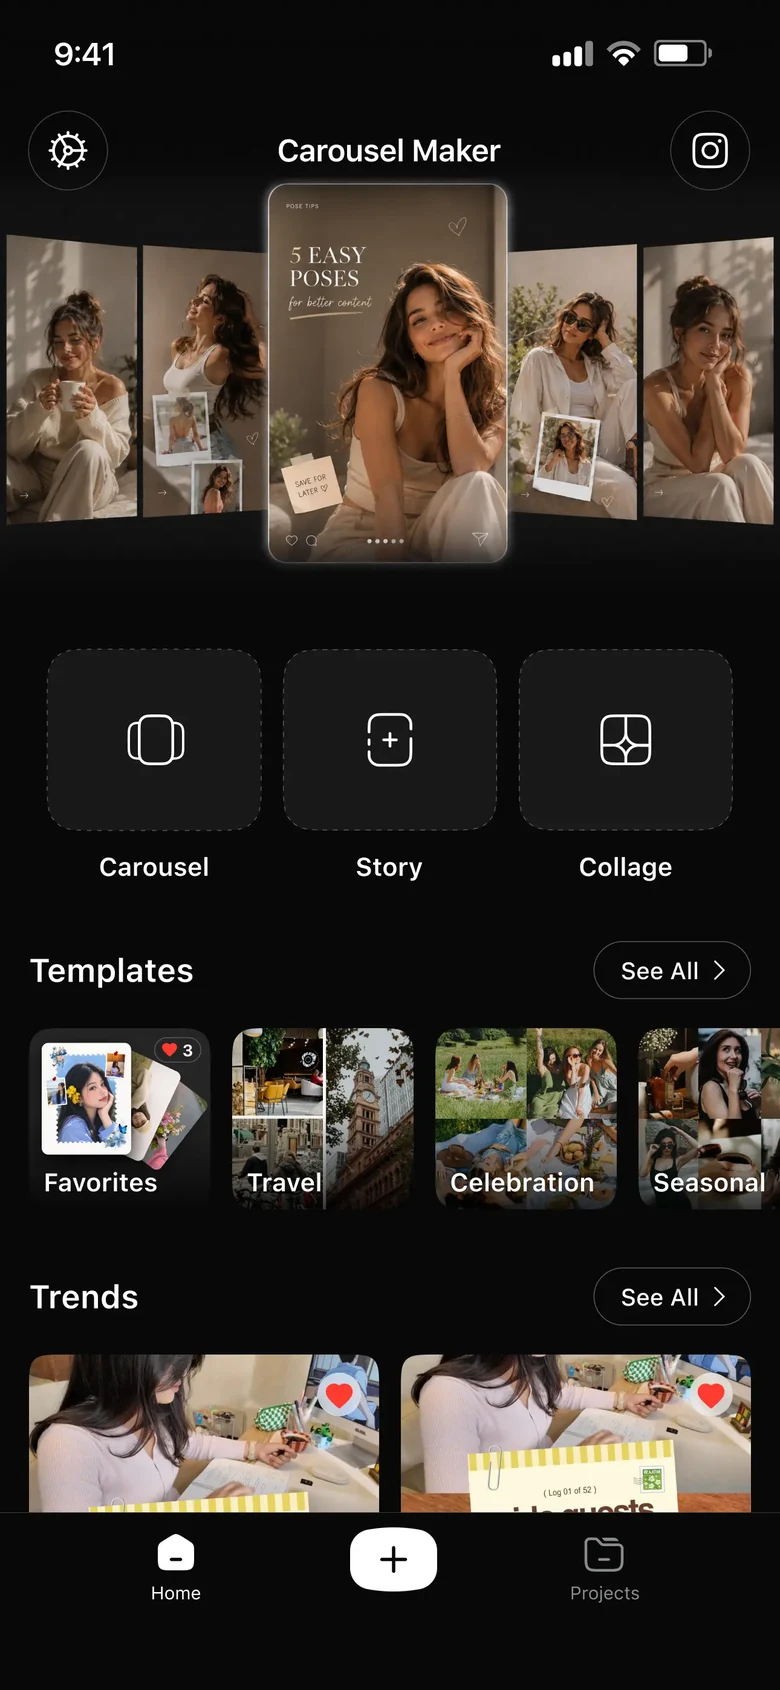 9:41
Carousel Maker
POSE TIPS
5 EASY
POSES
for better content
SAVE FOR
LATER
Carousel
Story
Collage
Templates
See All
3
Favorites
Travel
Celebration
Seasonal
Trends
See All
( Log 01 of 52 )
Home
Projects